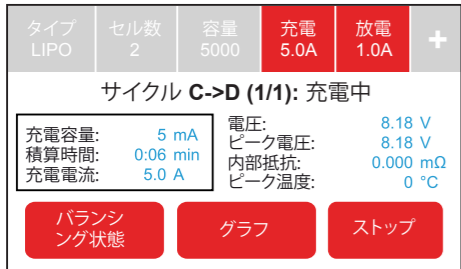 タイプ セル数 容量 充電 放電 +
LIPO 2 5000 5.0A 1.0A
サイクル C->D (1/1): 充電中
充電容量: 5 mA
積算時間: 0:06 min
充電電流: 5.0 A
電圧: 8.18 V
ピーク電圧: 8.18 V
内部抵抗: 0.000 mΩ
ピーク温度: 0 °C
バランシ
ング状態
グラフ
ストップ